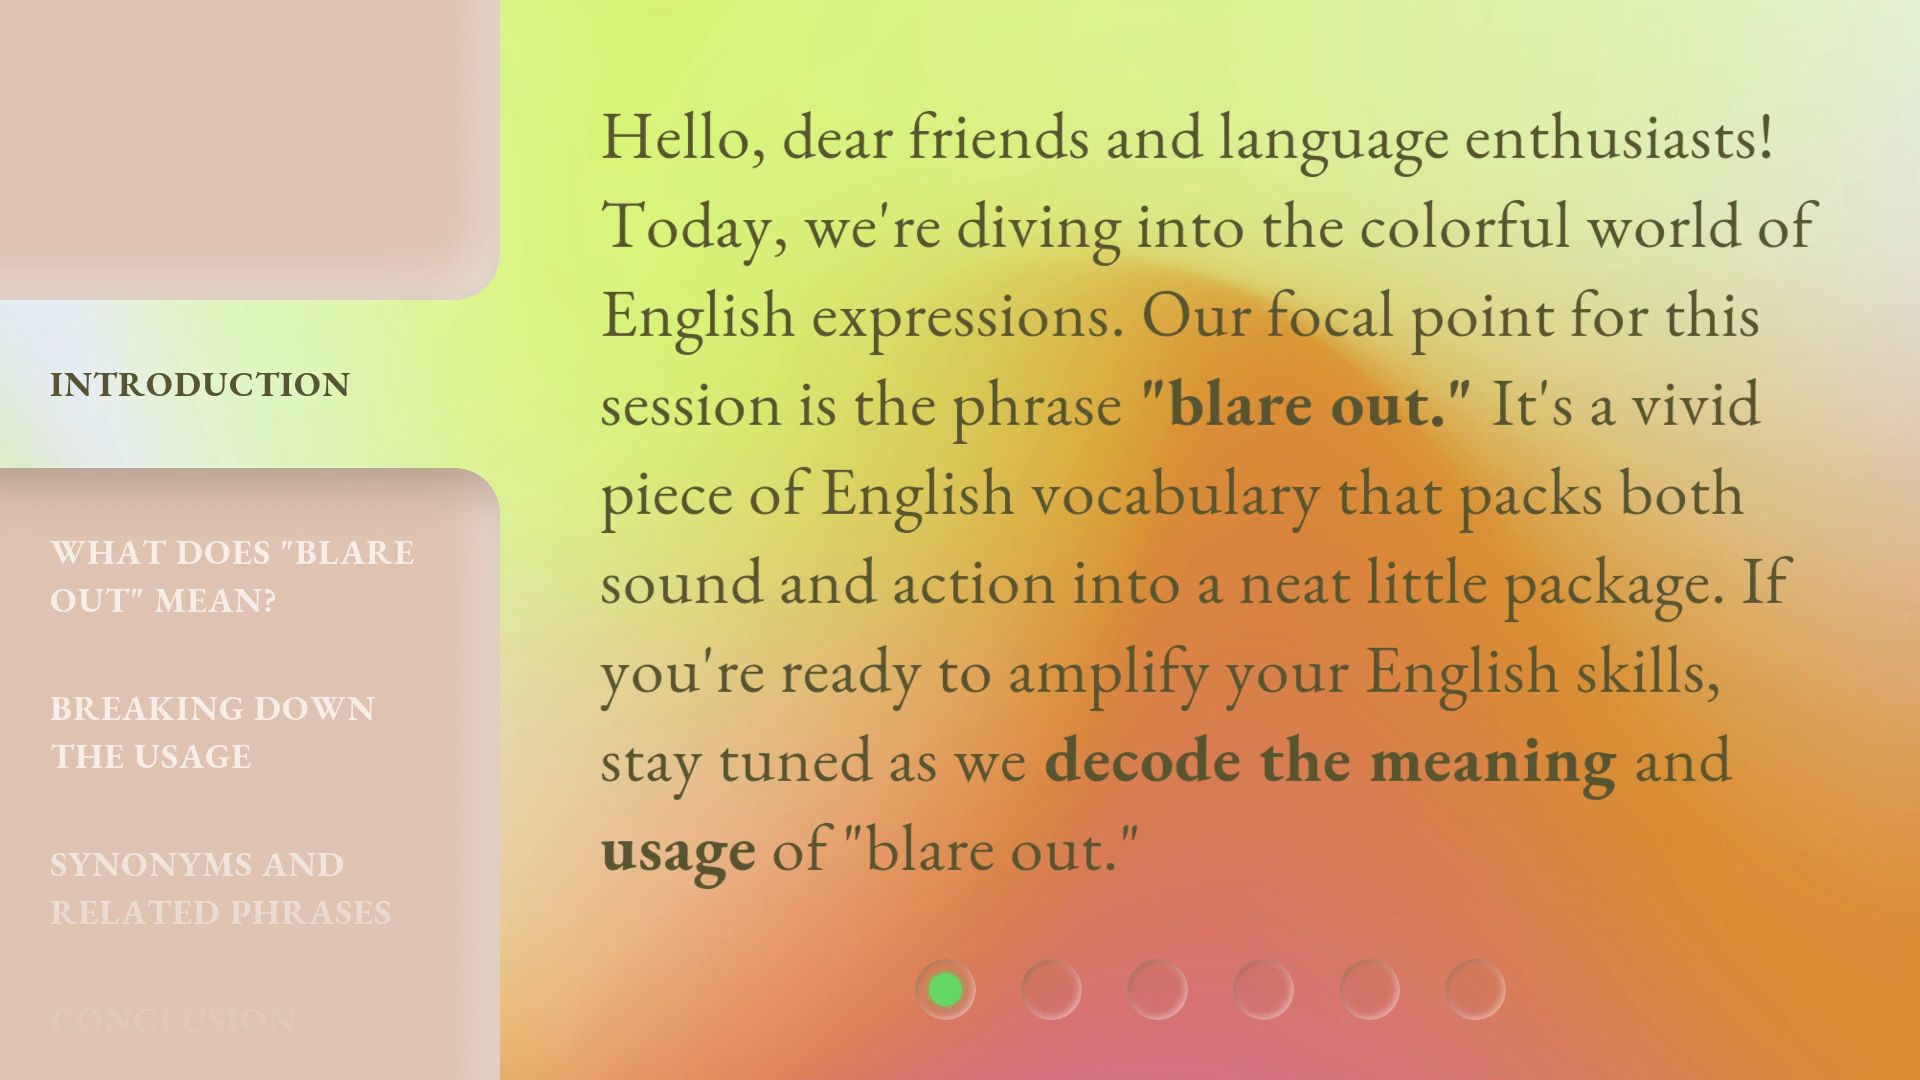 INTRODUCTION
WHAT DOES "BLARE
OUT" MEAN?
BREAKING DOWN
THE USAGE
SYNONYMS AND
RELATED PHRASES
CONCLUSION
Hello, dear friends and language enthusiasts!
Today, we're diving into the colorful world of
English expressions. Our focal point for this
session is the phrase "blare out." It's a vivid
piece of English vocabulary that packs both
sound and action into a neat little package. If
you're ready to amplify your English skills,
stay tuned as we decode the meaning and
usage of "blare out."